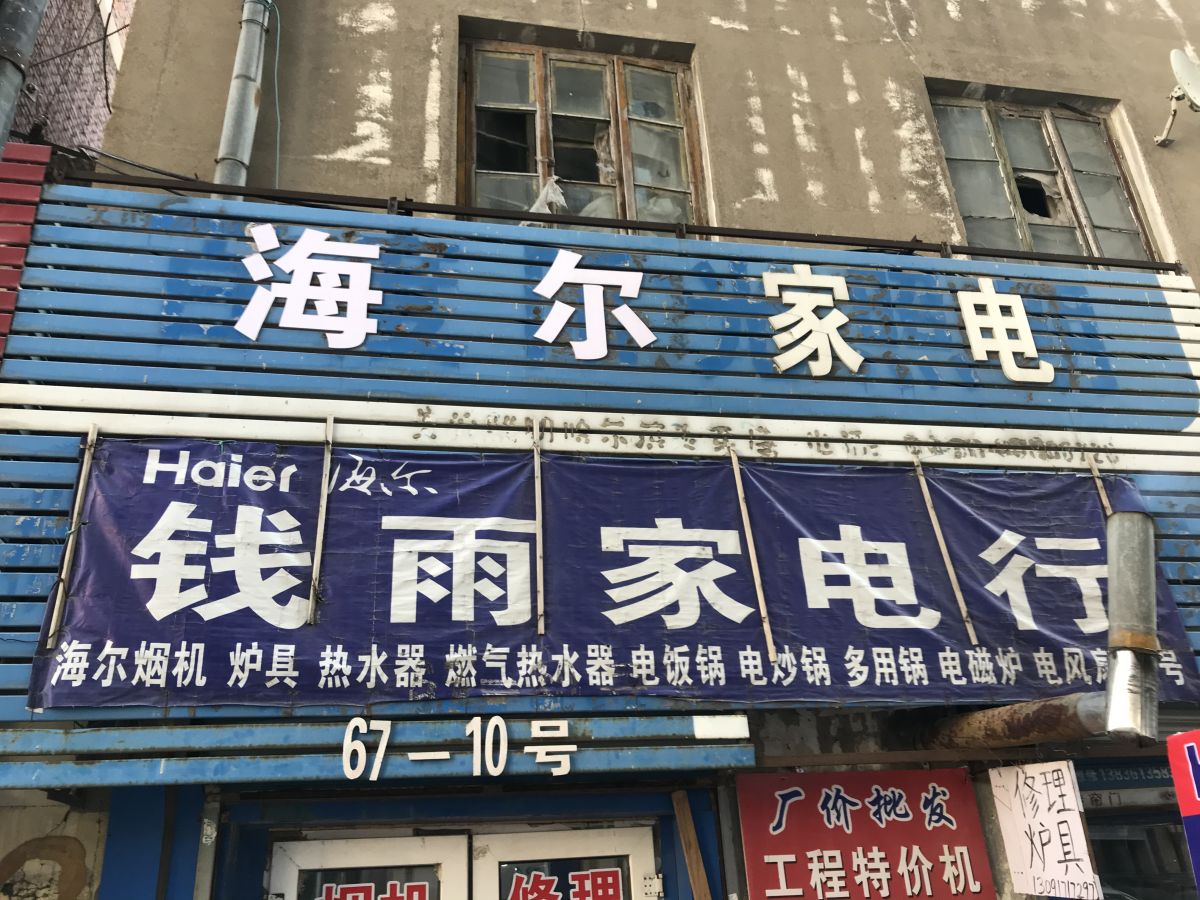 海尔家电
Haier 海尔
钱雨家电行
海尔烟机 炉具 热水器 燃气热水器 电饭锅 电炒锅 多用锅 电磁炉 电风 号
67-10号
厂价批发
工程特价机
修理
炉具
烟机
修理